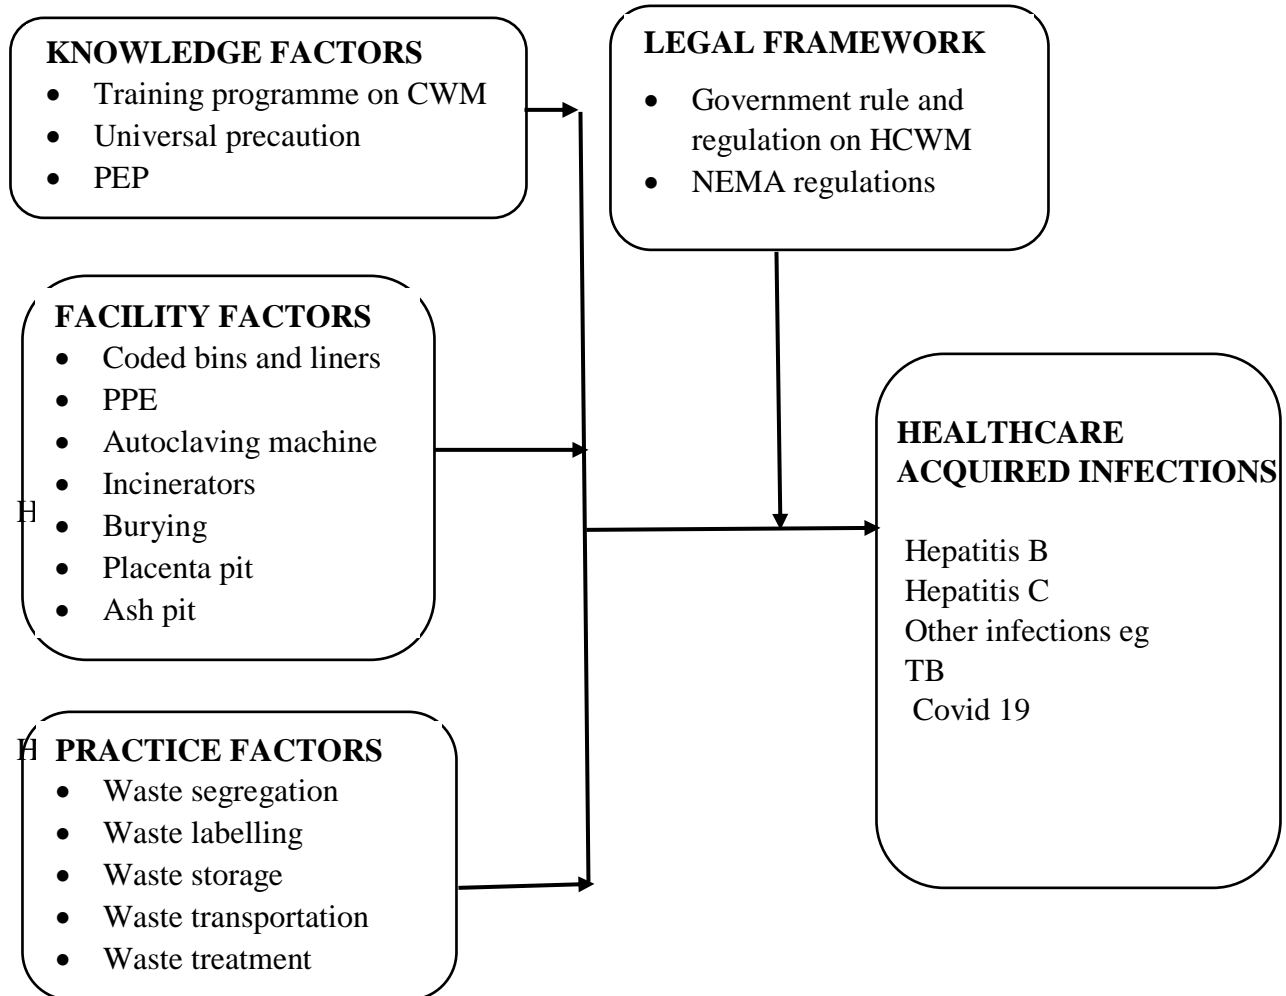 KNOWLEDGE FACTORS
• Training programme on CWM
• Universal precaution
• PEP
LEGAL FRAMEWORK
• Government rule and
regulation on HCWM
• NEMA regulations
FACILITY FACTORS
• Coded bins and liners
• PPE
• Autoclaving machine
• Incinerators
H
• Burying
• Placenta pit
• Ash pit
HEALTHCARE
ACQUIRED INFECTIONS
Hepatitis B
Hepatitis C
Other infections eg
TB
Covid 19
H
PRACTICE FACTORS
• Waste segregation
• Waste labelling
• Waste storage
• Waste transportation
• Waste treatment